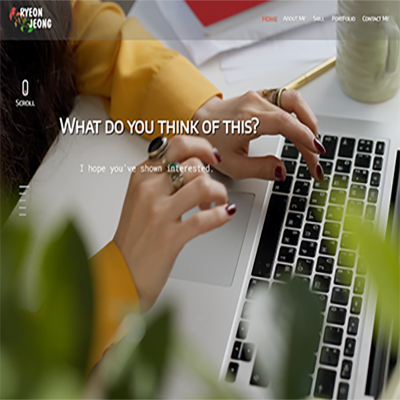 RYEON
JEONG
HOME About Me Skill Portfolio Contact Me
Scroll
What do you think of this?
I hope you've shown interested.